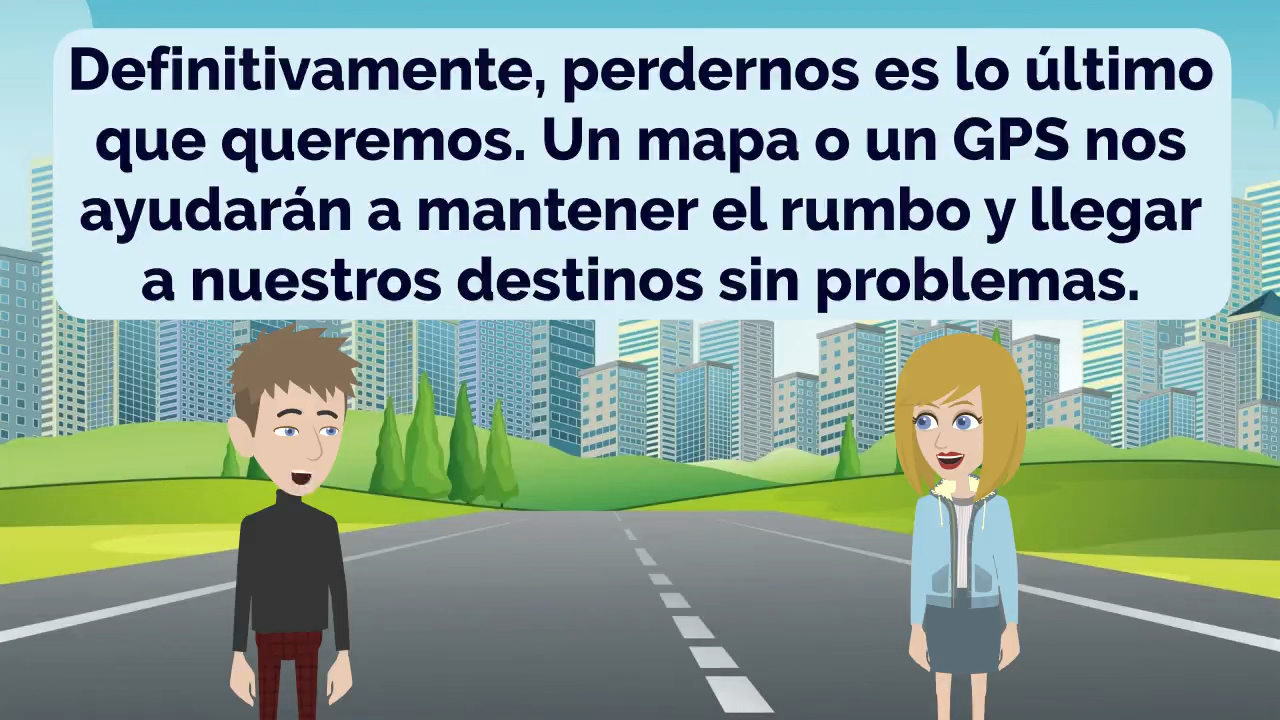 Definitivamente, perdernos es lo último
que queremos. Un mapa o un GPS nos
ayudarán a mantener el rumbo y llegar
a nuestros destinos sin problemas.